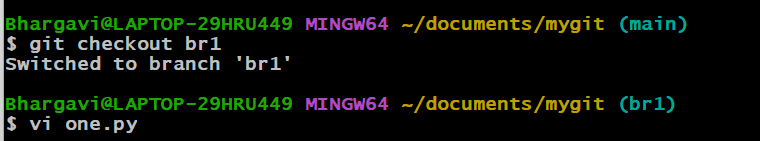 Bhargavi@LAPTOP-29HRU449 MINGW64 ~/documents/mygit (main)
$ git checkout br1
Switched to branch 'br1'
Bhargavi@LAPTOP-29HRU449 MINGW64 ~/documents/mygit (br1)
$ vi one.py